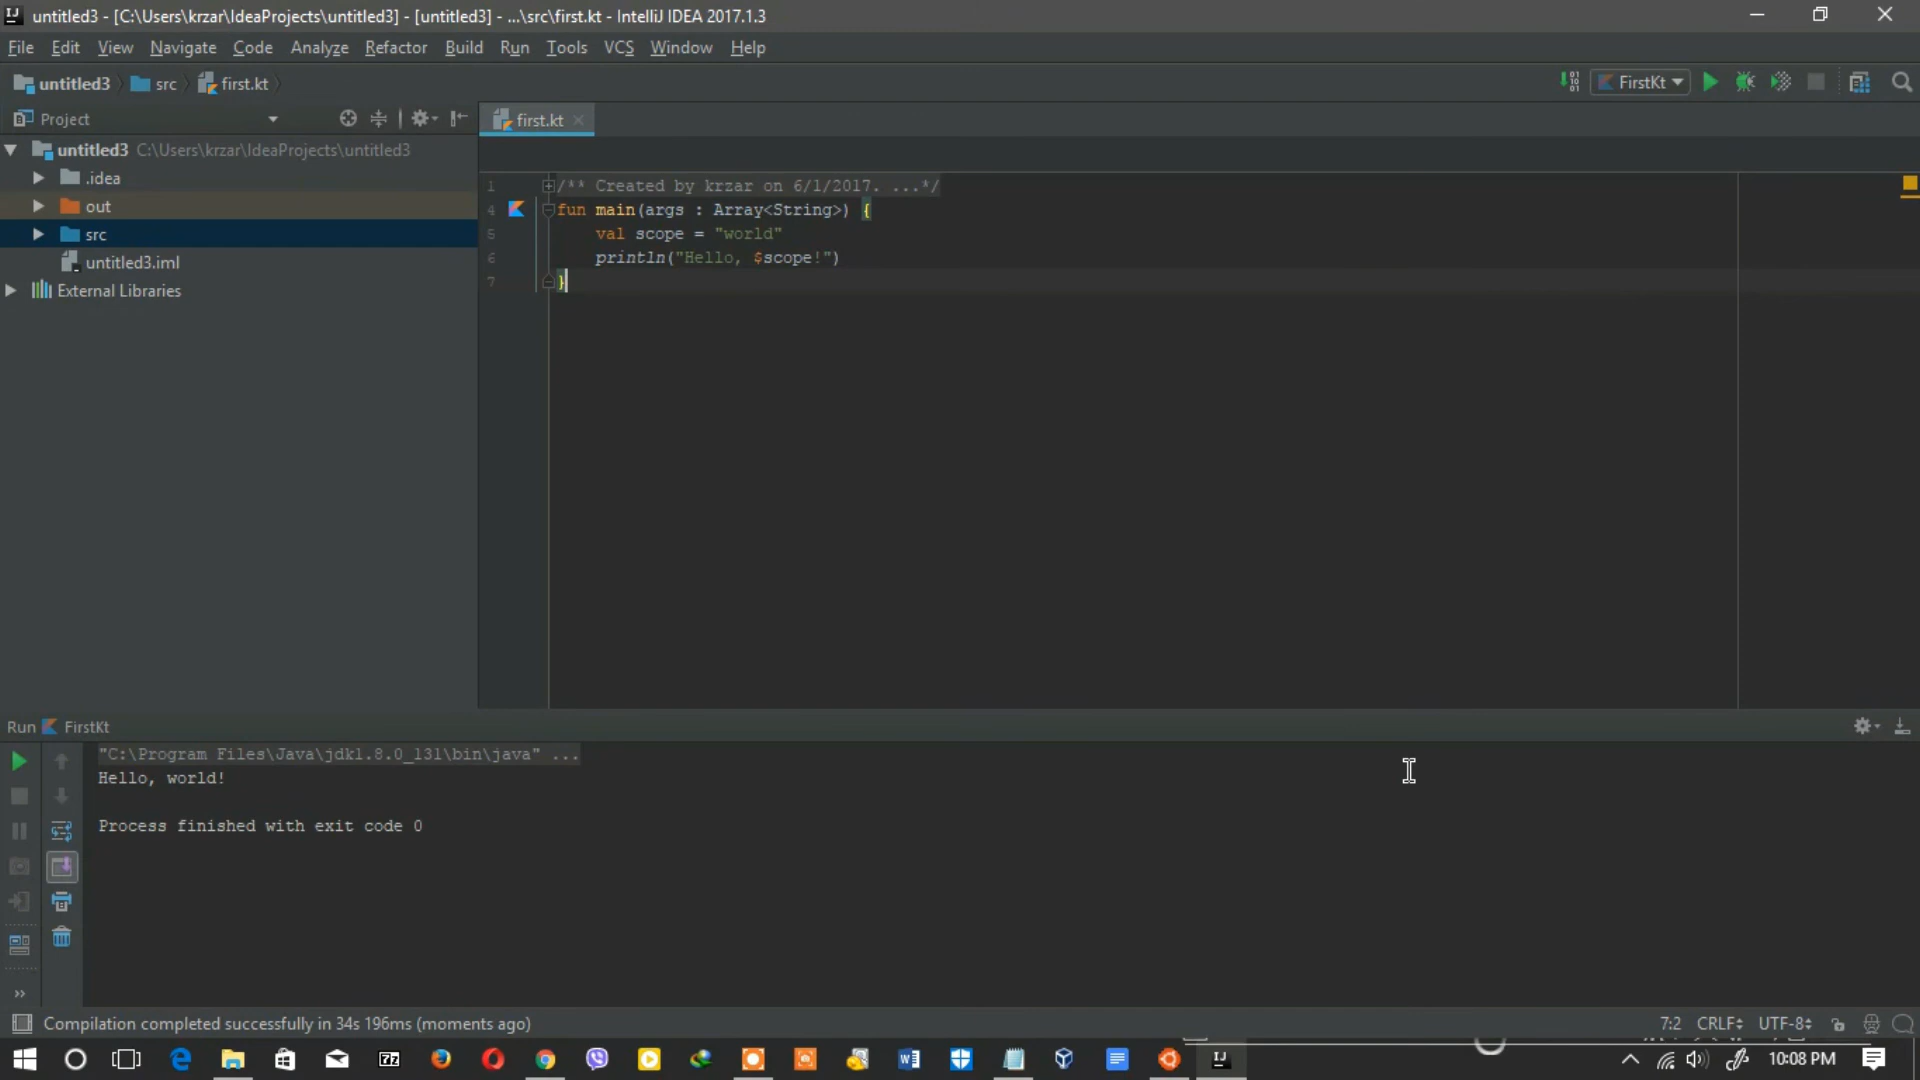 untitled3 - [C:\Users\krzar\IdeaProjects\untitled3] - [untitled3] - ...\src\first.kt - IntelliJ IDEA 2017.1.3
File Edit View Navigate Code Analyze Refactor Build Run Tools VCS Window Help
untitled3 src first.kt FirstKt
Project
first.kt
untitled3 C:\Users\krzar\IdeaProjects\untitled3
.idea
out
src
untitled3.iml
External Libraries
1 /** Created by krzar on 6/1/2017. ...*/
4 fun main(args : Array<String>) {
5 val scope = "world"
6 println("Hello, $scope!")
7 }
Run FirstKt
"C:\Program Files\Java\jdk1.8.0_131\bin\java" ...
Hello, world!
Process finished with exit code 0
Compilation completed successfully in 34s 196ms (moments ago) 7:2 CRLF UTF-8
10:08 PM